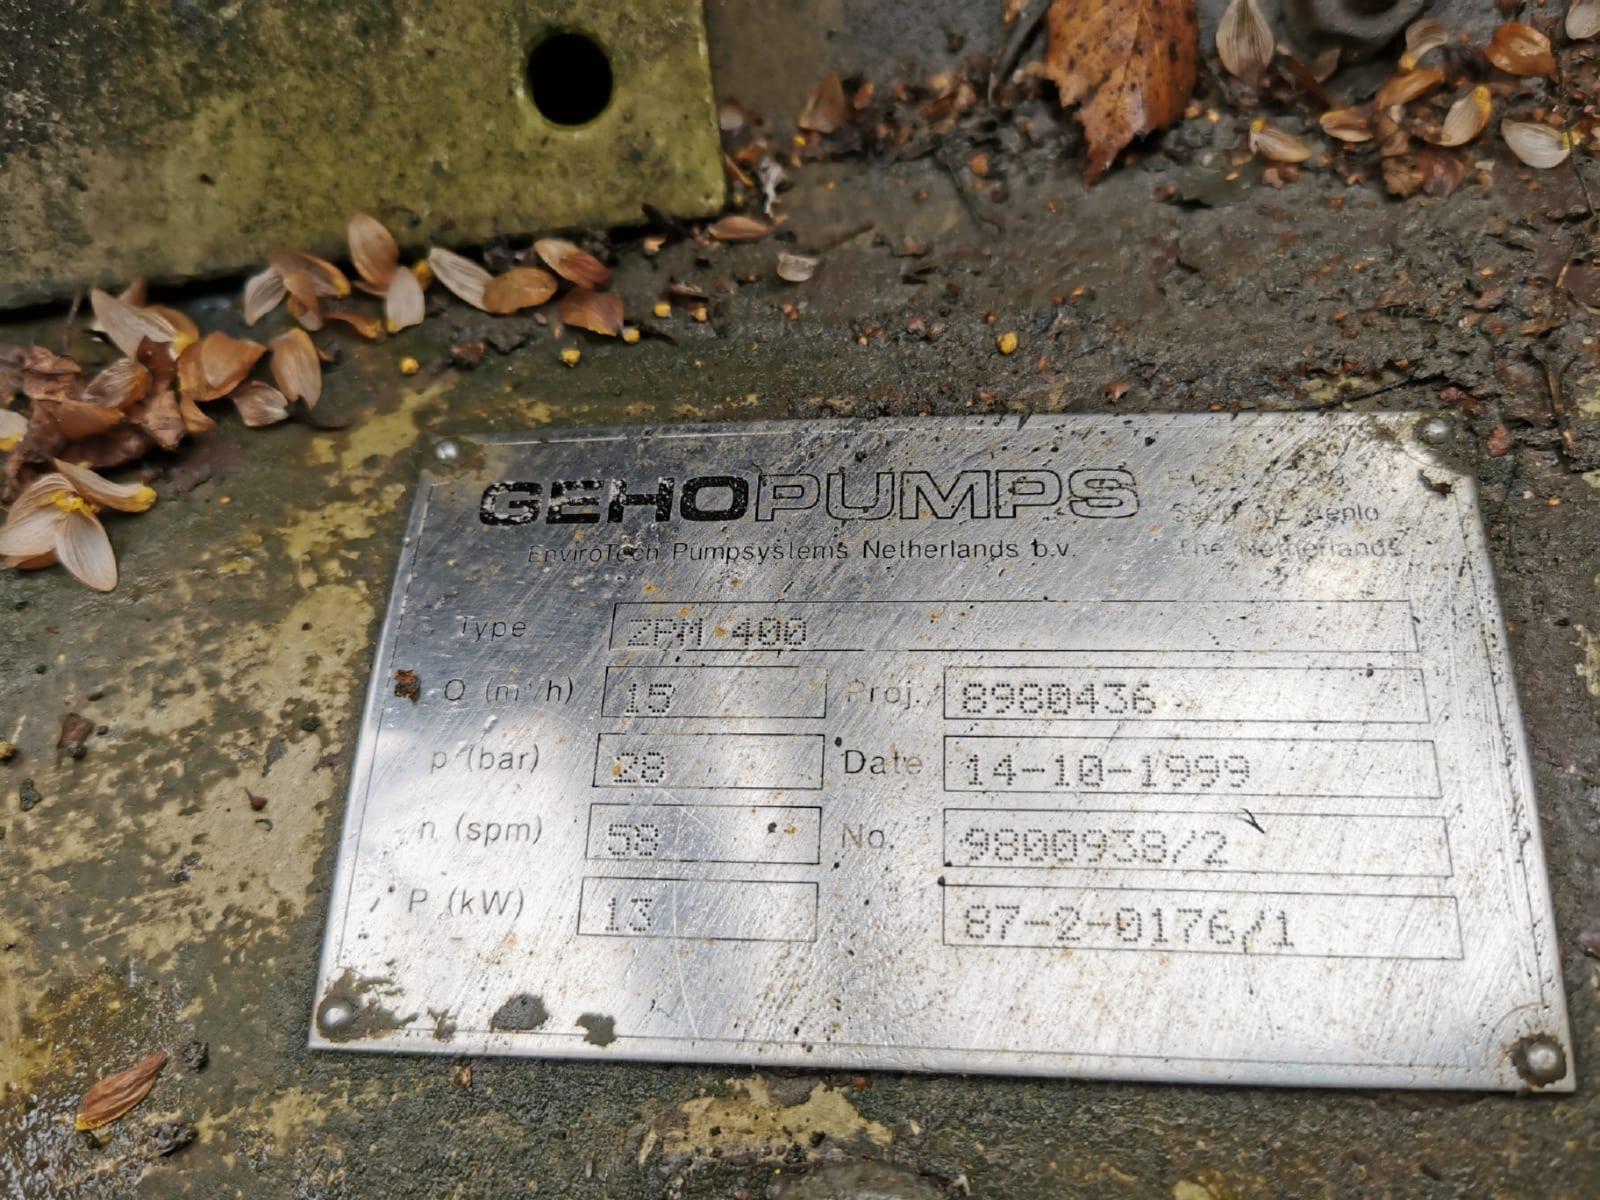 GEHOPUMPS
EnviroTech Pumpsystems Netherlands b.v.
Venlo
The Netherlands
Type ZPM 400
Q (m³/h) 15 Proj. 8980436
p (bar) 28 Date 14-10-1999
n (spm) 58 No. 9800938/2
P (kW) 13 87-2-0176/1